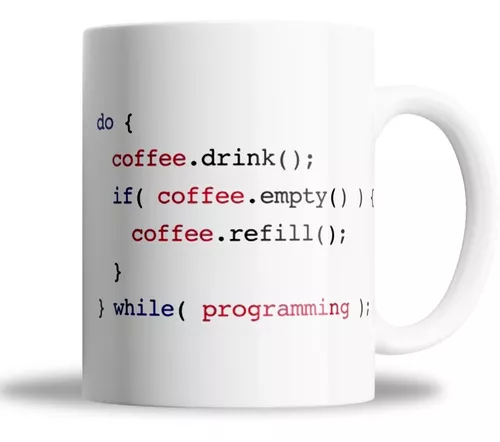 do {
coffee.drink();
if( coffee.empty() ){
coffee.refill();
}
} while( programming );